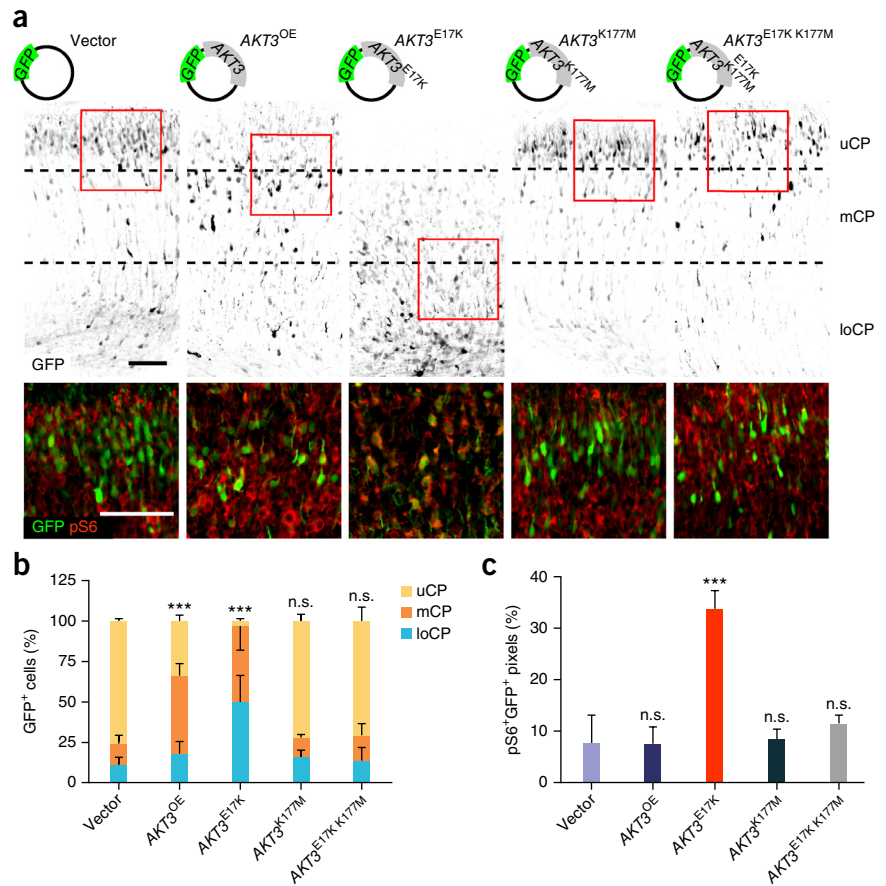 a
Vector
AKT3OE
AKT3E17K
AKT3K177M
AKT3E17K K177M
GFP
GFP AKT3
GFP AKT3E17K
GFP AKT3K177M
GFP AKT3E17K K177M
uCP
mCP
loCP
GFP
GFP pS6
b
125
100
75
50
25
0
GFP+ cells (%)
***
***
n.s.
n.s.
uCP
mCP
loCP
Vector
AKT3OE
AKT3E17K
AKT3K177M
AKT3E17K K177M
c
40
30
20
10
0
pS6+GFP+ pixels (%)
n.s.
***
n.s.
n.s.
Vector
AKT3OE
AKT3E17K
AKT3K177M
AKT3E17K K177M